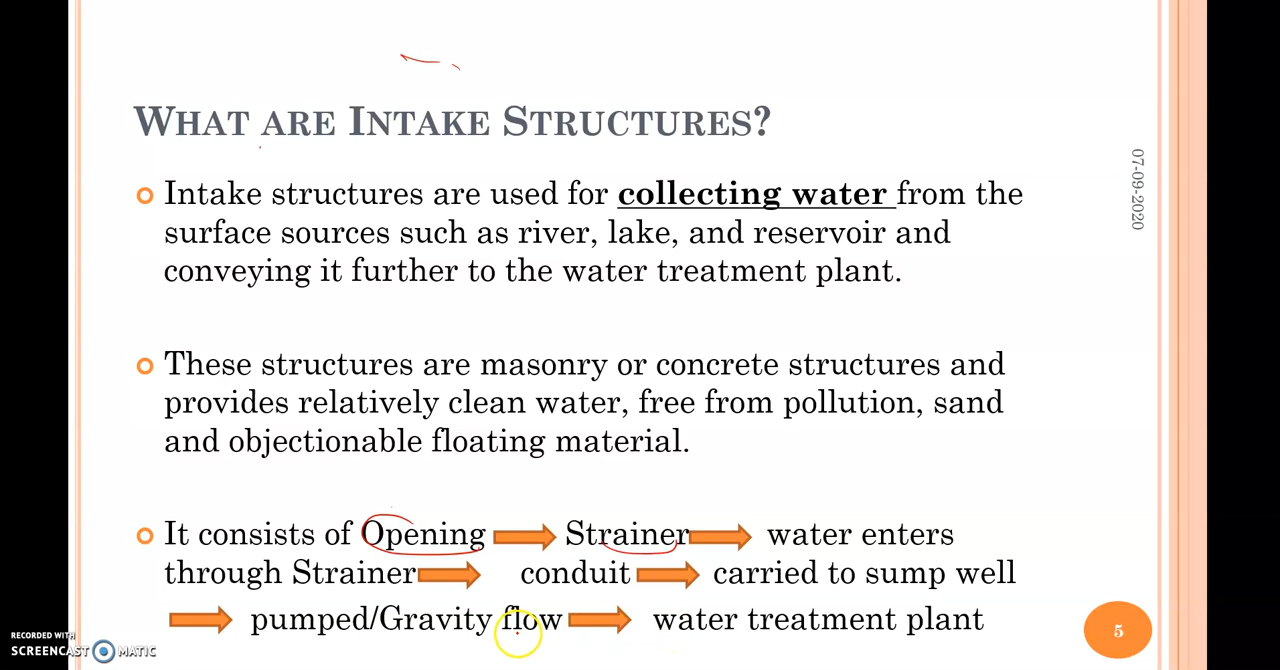 What are Intake Structures?
Intake structures are used for collecting water from the
surface sources such as river, lake, and reservoir and
conveying it further to the water treatment plant.
These structures are masonry or concrete structures and
provides relatively clean water, free from pollution, sand
and objectionable floating material.
It consists of Opening Strainer water enters
through Strainer conduit carried to sump well
pumped/Gravity flow water treatment plant
07-09-2020
5
RECORDED WITH
SCREENCAST MATIC